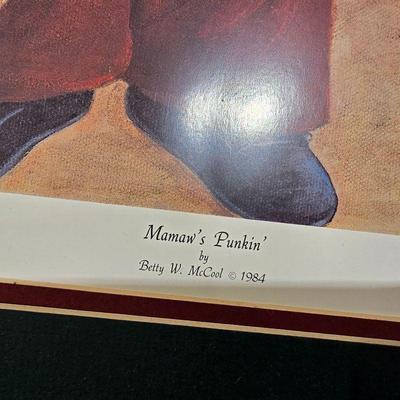 Mamaw's Punkin'
by
Betty W. McCool © 1984